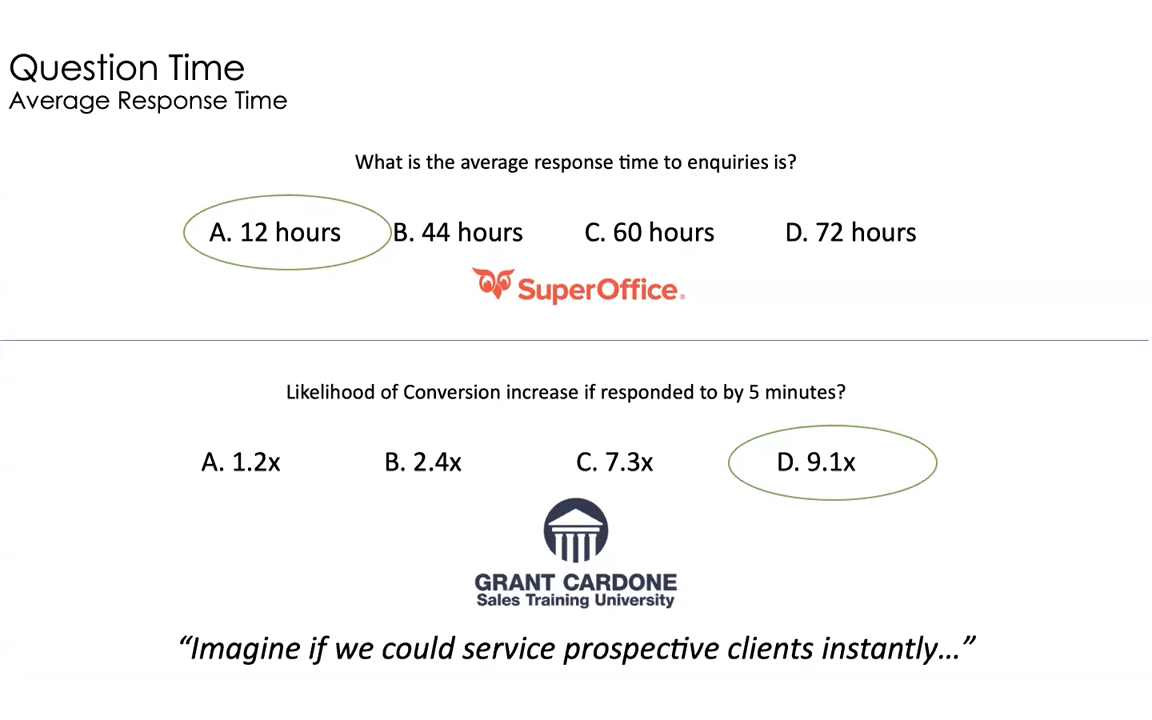 Question Time
Average Response Time
What is the average response time to enquiries is?
A. 12 hours B. 44 hours C. 60 hours D. 72 hours
SuperOffice®
Likelihood of Conversion increase if responded to by 5 minutes?
A. 1.2x B. 2.4x C. 7.3x D. 9.1x
GRANT CARDONE
Sales Training University
“Imagine if we could service prospective clients instantly...”